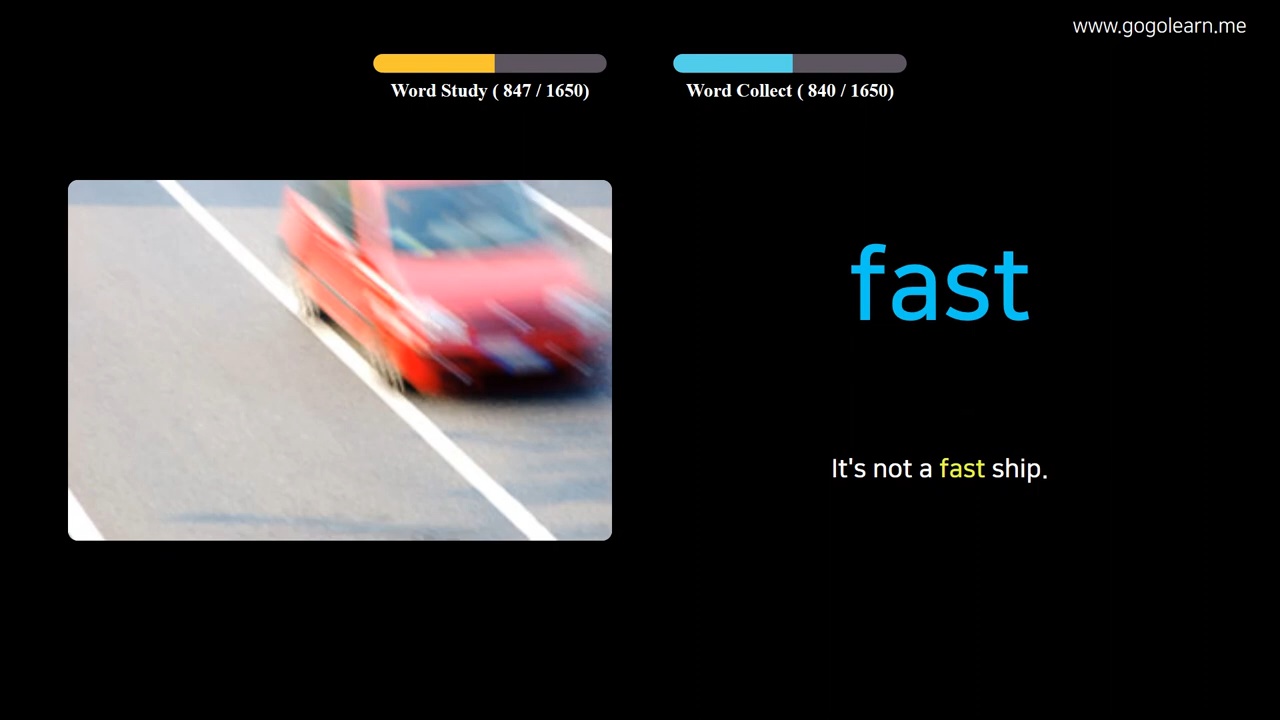 www.gogolearn.me
Word Study ( 847 / 1650)
Word Collect ( 840 / 1650)
fast
It's not a fast ship.